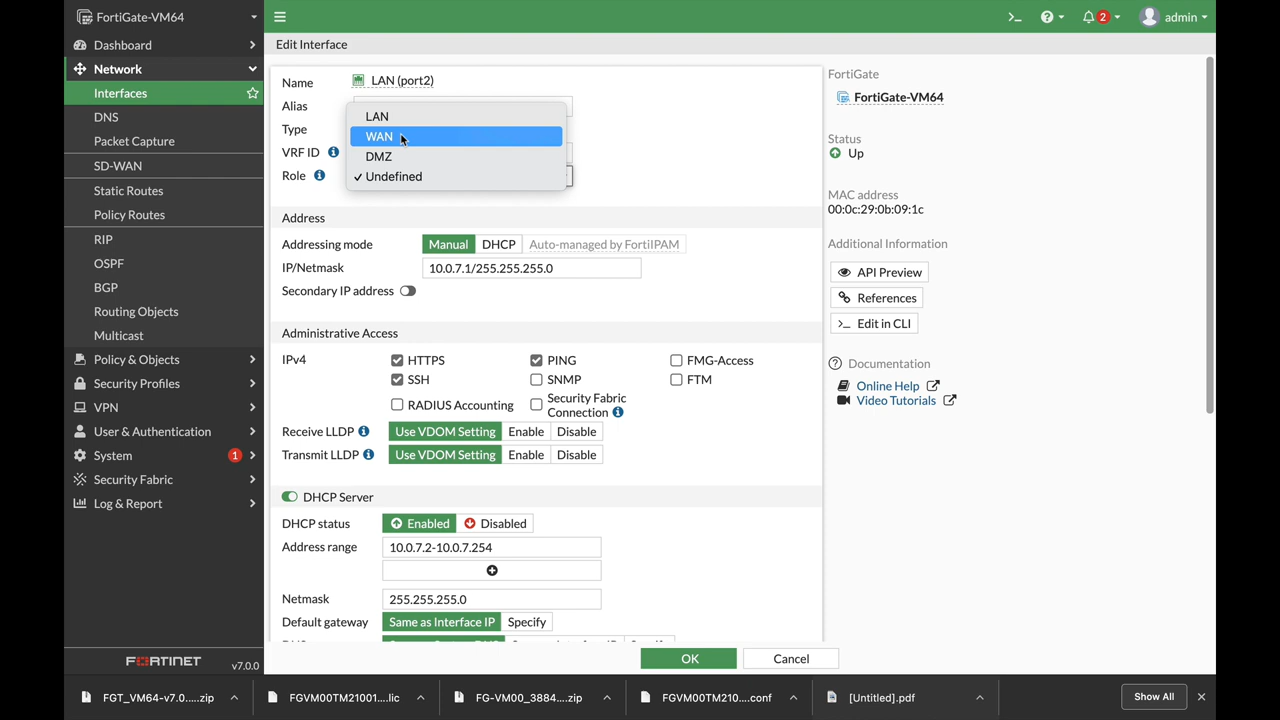 FortiGate-VM64
2
admin
Dashboard
Network
Interfaces
DNS
Packet Capture
SD-WAN
Static Routes
Policy Routes
RIP
OSPF
BGP
Routing Objects
Multicast
Policy & Objects
Security Profiles
VPN
User & Authentication
System 1
Security Fabric
Log & Report
FORTINET v7.0.0
Edit Interface
Name LAN (port2)
Alias
Type
VRF ID
Role
LAN
WAN
DMZ
Undefined
Address
Addressing mode Manual DHCP Auto-managed by FortiIPAM
IP/Netmask 10.0.7.1/255.255.255.0
Secondary IP address
Administrative Access
IPv4 HTTPS PING FMG-Access
SSH SNMP FTM
RADIUS Accounting Security Fabric
Connection
Receive LLDP Use VDOM Setting Enable Disable
Transmit LLDP Use VDOM Setting Enable Disable
DHCP Server
DHCP status Enabled Disabled
Address range 10.0.7.2-10.0.7.254
Netmask 255.255.255.0
Default gateway Same as Interface IP Specify
OK Cancel
FortiGate
FortiGate-VM64
Status
Up
MAC address
00:0c:29:0b:09:1c
Additional Information
API Preview
References
>_ Edit in CLI
Documentation
Online Help
Video Tutorials
FGT_VM64-v7.0.....zip
FGVM00TM21001....lic
FG-VM00_3884....zip
FGVM00TM210....conf
[Untitled].pdf
Show All